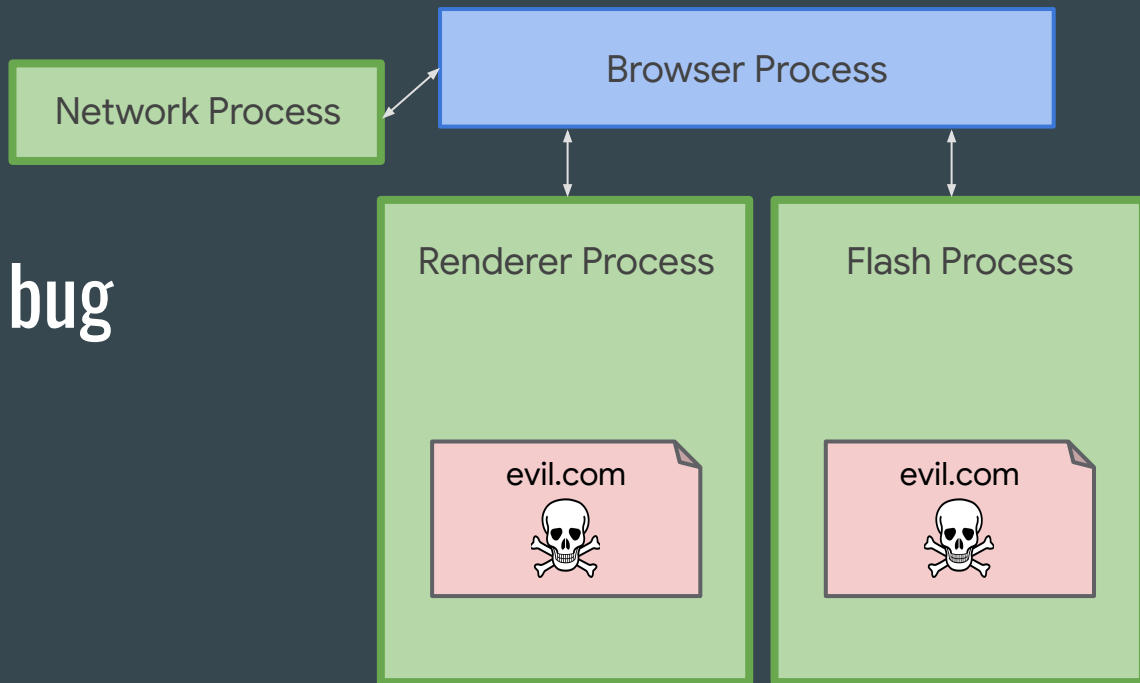 Browser Process
Network Process
bug
Renderer Process
Flash Process
evil.com
evil.com